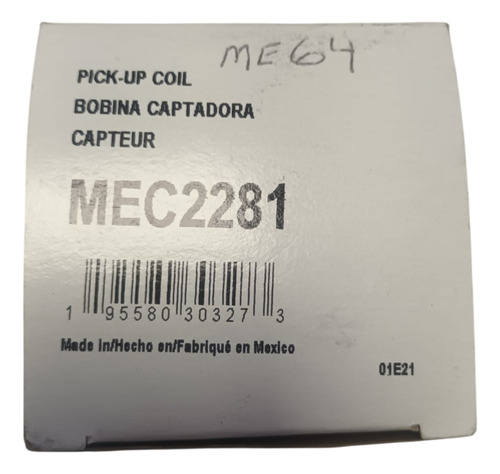 ME64
PICK-UP COIL
BOBINA CAPTADORA
CAPTEUR
MEC2281
1 95580 30327 3
Made In/Hecho en/Fabriqué en Mexico
01E21